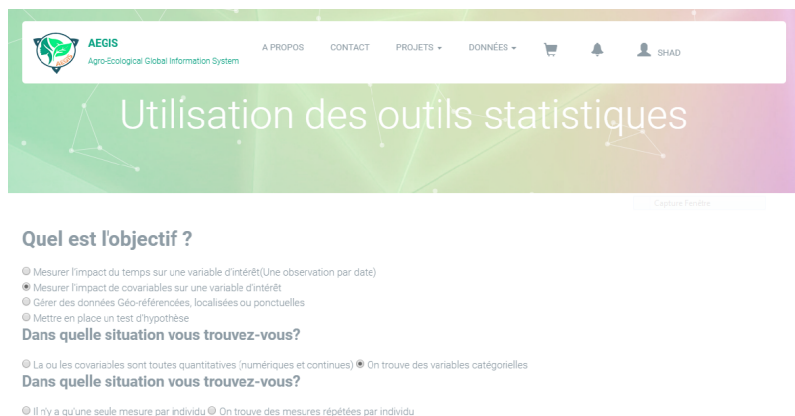 AEGIS
Agro-Ecological Global Information System
A PROPOS CONTACT PROJETS DONNÉES SHAD
Utilisation des outils statistiques
Capture Fenêtre
Quel est l'objectif ?
Mesurer l'impact du temps sur une variable d'intérêt(Une observation par date)
Mesurer l'impact de covariables sur une variable d'intérêt
Gérer des données Géo-référencées, localisées ou ponctuelles
Mettre en place un test d'hypothèse
Dans quelle situation vous trouvez-vous?
La ou les covariables sont toutes quantitatives (numériques et continues) On trouve des variables catégorielles
Dans quelle situation vous trouvez-vous?
Il n'y a qu'une seule mesure par individu On trouve des mesures répétées par individu